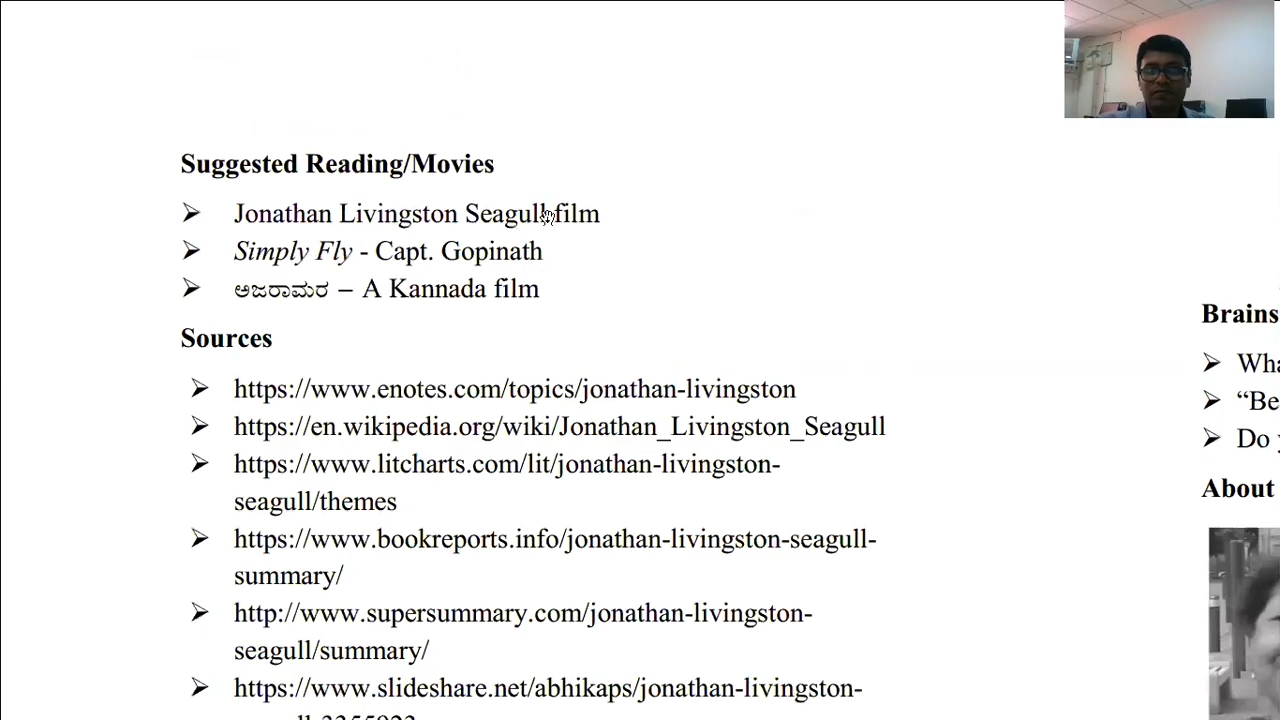 Suggested Reading/Movies
➢ Jonathan Livingston Seagull film
➢ Simply Fly - Capt. Gopinath
➢ ಅಜರಾಮರ – A Kannada film
Sources
➢ https://www.enotes.com/topics/jonathan-livingston
➢ https://en.wikipedia.org/wiki/Jonathan_Livingston_Seagull
➢ https://www.litcharts.com/lit/jonathan-livingston-
seagull/themes
➢ https://www.bookreports.info/jonathan-livingston-seagull-
summary/
➢ http://www.supersummary.com/jonathan-livingston-
seagull/summary/
➢ https://www.slideshare.net/abhikaps/jonathan-livingston-
Brains
➢ Wha
➢ “Be
➢ Do
About